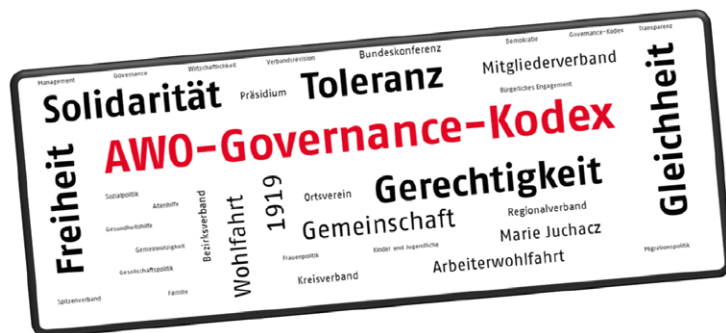 Management
Governance
Wirtschaftlichkeit
Verbandsrevision
Bundeskonferenz
Demokratie
Governance-Kodex
Transparenz
Solidarität
Präsidium
Toleranz
Mitgliederverband
Bürgerliches Engagement
AWO-Governance-Kodex
Freiheit
Gleichheit
Sozialpolitik
Altenhilfe
Bezirksverband
Wohlfahrt
1919
Ortsverein
Gerechtigkeit
Gesundheitshilfe
Gemeinnützigkeit
Gemeinschaft
Regionalverband
Marie Juchacz
Gesellschaftspolitik
Frauenpolitik
Kinder und Jugendliche
Arbeiterwohlfahrt
Migrationspolitik
Spitzenverband
Familie
Kreisverband